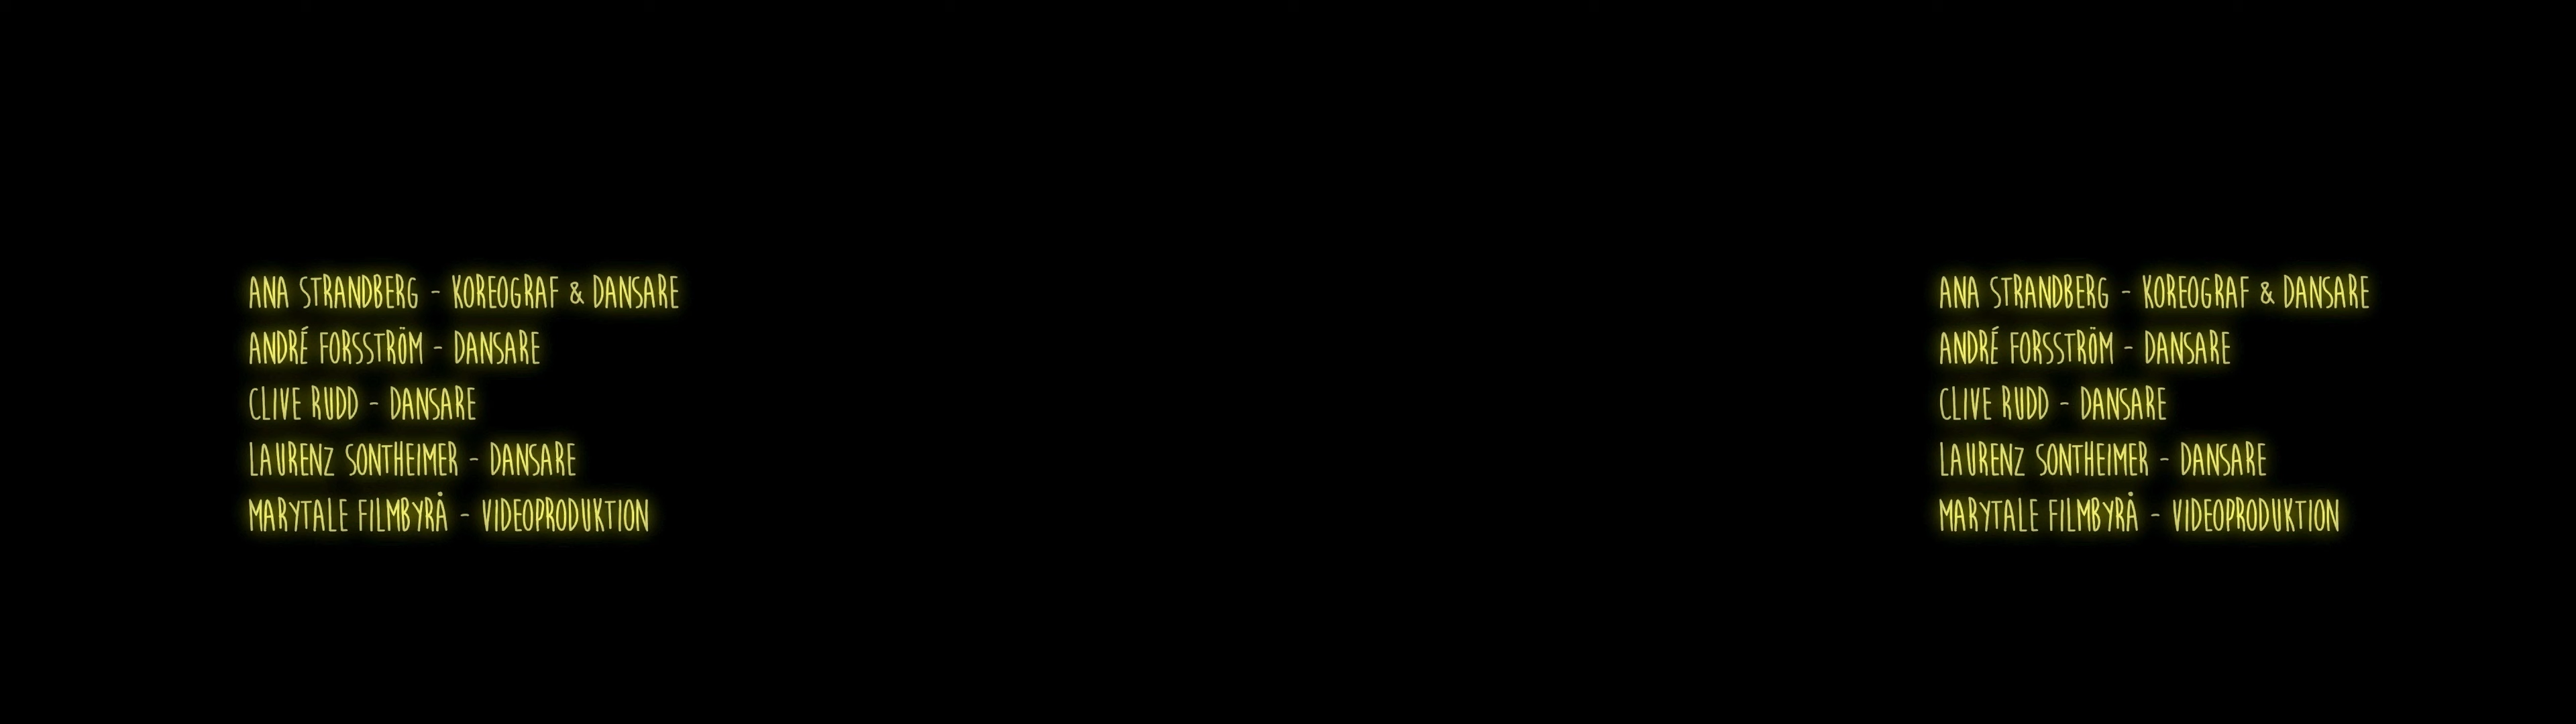 ANA STRANDBERG - KOREOGRAF & DANSARE
ANDRÉ FORSSTRÖM - DANSARE
CLIVE RUDD - DANSARE
LAURENZ SONTHEIMER - DANSARE
MARYTALE FILMBYRÅ - VIDEOPRODUKTION
ANA STRANDBERG - KOREOGRAF & DANSARE
ANDRÉ FORSSTRÖM - DANSARE
CLIVE RUDD - DANSARE
LAURENZ SONTHEIMER - DANSARE
MARYTALE FILMBYRÅ - VIDEOPRODUKTION